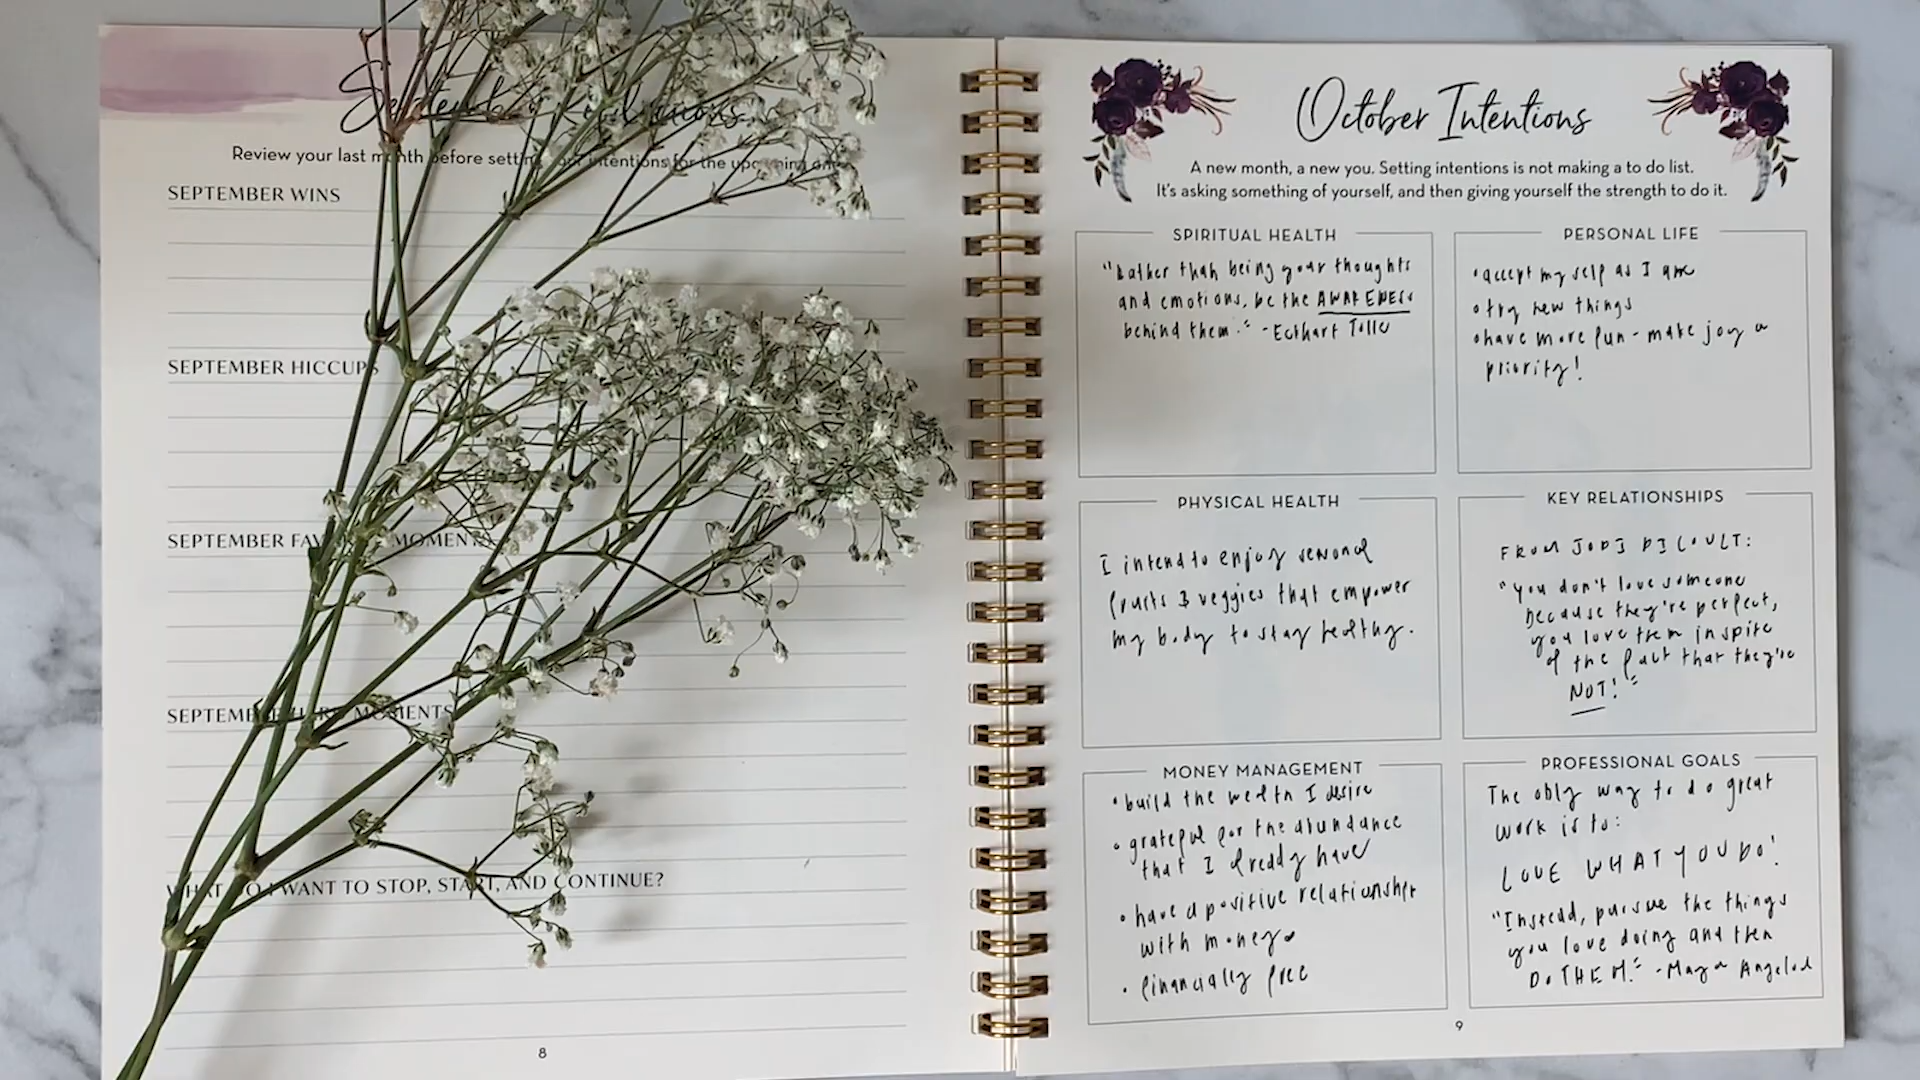 September Reflections
Review your last month before setting your intentions for the upcoming one.
SEPTEMBER WINS
SEPTEMBER HICCUPS
SEPTEMBER FAVORITE MOMENTS
SEPTEMBER HARD MOMENTS
WHAT DO I WANT TO STOP, START, AND CONTINUE?
8
October Intentions
A new month, a new you. Setting intentions is not making a to do list.
It's asking something of yourself, and then giving yourself the strength to do it.
SPIRITUAL HEALTH
"Rather than being your thoughts
and emotions, be the AWARENESS
behind them." - Eckhart Tolle
PERSONAL LIFE
• accept myself as I am
• try new things
• have more fun - make joy a
priority!
PHYSICAL HEALTH
I intend to enjoy seasonal
fruits & veggies that empower
my body to stay healthy.
KEY RELATIONSHIPS
FROM JODI PICOULT:
"you don't love someone
because they're perfect,
you love them in spite
of the fact that they're
NOT!"
MONEY MANAGEMENT
• build the wealth I desire
• grateful for the abundance
that I already have
• have a positive relationship
with money
• financially free
PROFESSIONAL GOALS
The only way to do great
work is to:
LOVE WHAT YOU DO!
"Instead, pursue the things
you love doing and then
DO THEM." - Maya Angelou
9